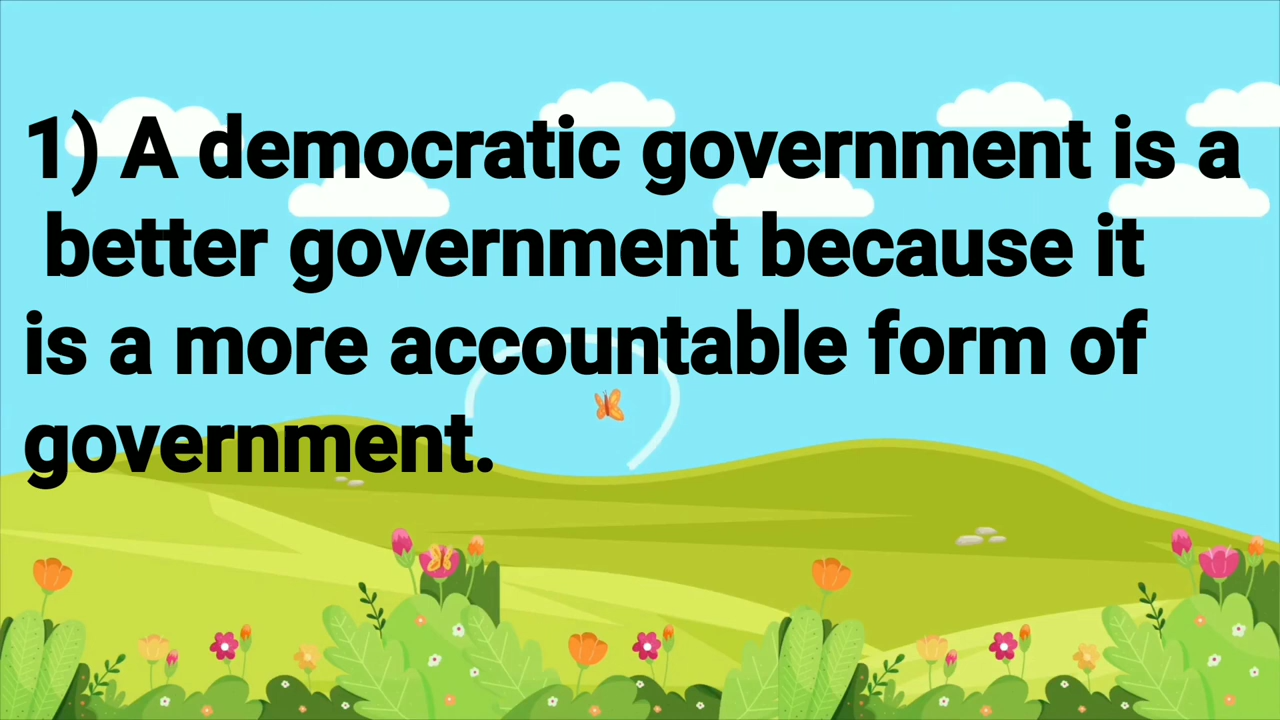 1) A democratic government is a
better government because it
is a more accountable form of
government.